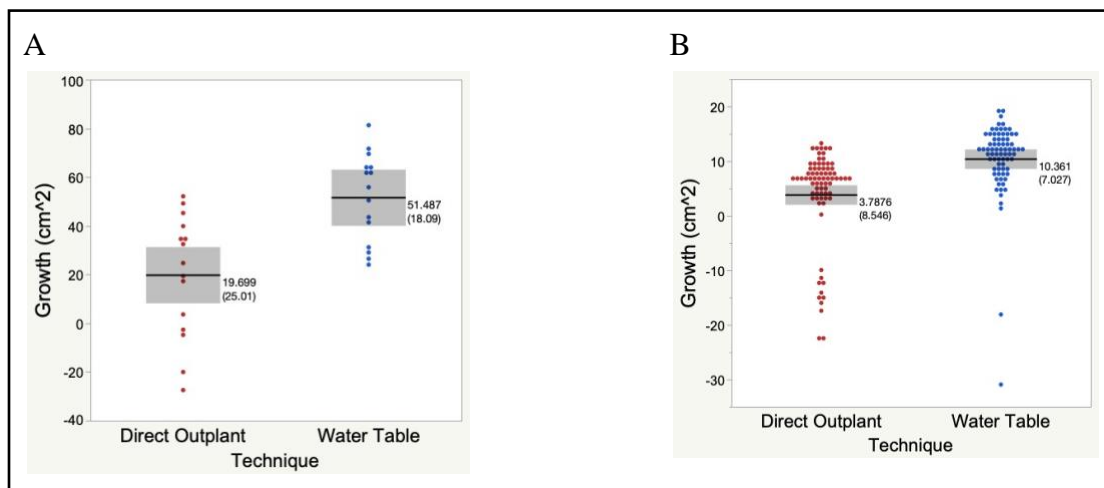 A
100
80
60
40
20
0
-20
-40
Growth (cm^2)
19.699
(25.01)
51.487
(18.09)
Direct Outplant
Water Table
Technique
B
20
10
0
-10
-20
-30
Growth (cm^2)
3.7876
(8.546)
10.361
(7.027)
Direct Outplant
Water Table
Technique